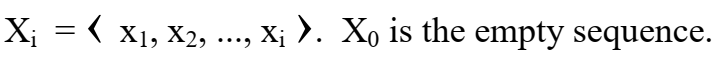 Xᵢ = ⟨ x₁, x₂, ..., xᵢ ⟩. X₀ is the empty sequence.